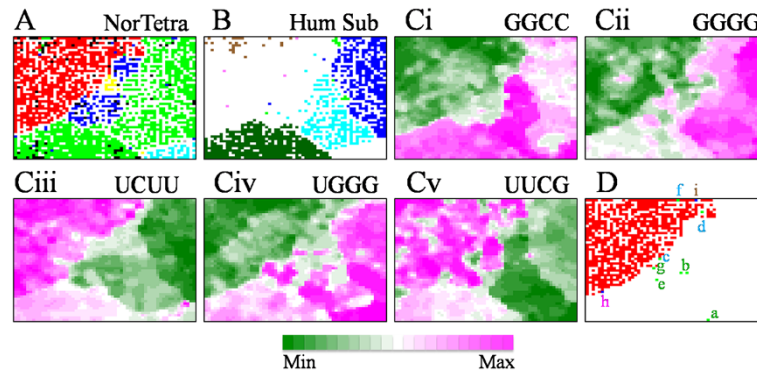 A NorTetra
B Hum Sub
Ci GGCC
Cii GGGG
Ciii UCUU
Civ UGGG
Cv UUCG
D
f i
d
c
g b
e
h
a
Min Max